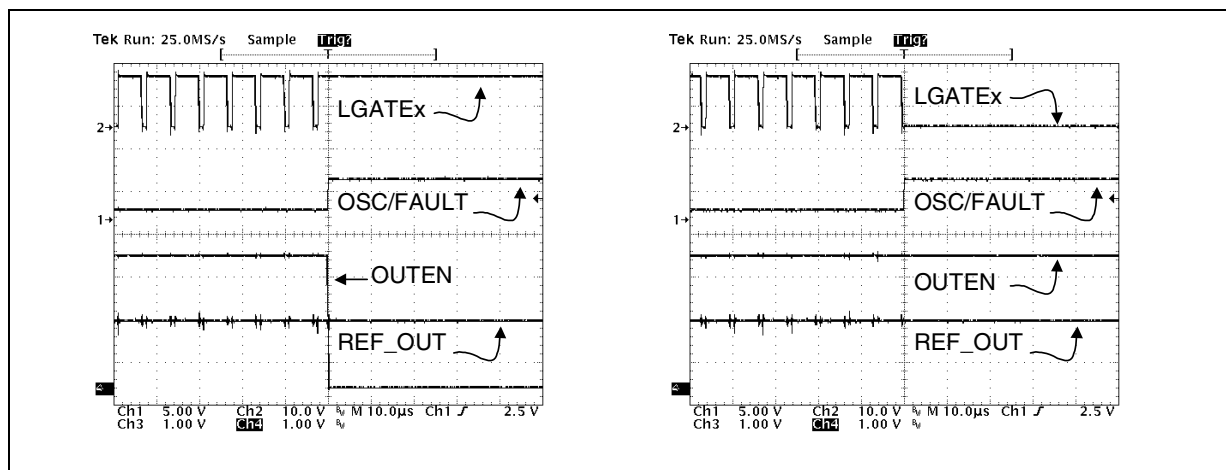 Tek Run: 25.0MS/s Sample Trig?
LGATEx
2
OSC/FAULT
1
OUTEN
REF_OUT
4
Ch1 5.00 V Ch2 10.0 V M 10.0µs Ch1 2.5 V
Ch3 1.00 V Ch4 1.00 V
Tek Run: 25.0MS/s Sample Trig?
LGATEx
2
OSC/FAULT
1
OUTEN
REF_OUT
4
Ch1 5.00 V Ch2 10.0 V M 10.0µs Ch1 2.5 V
Ch3 1.00 V Ch4 1.00 V